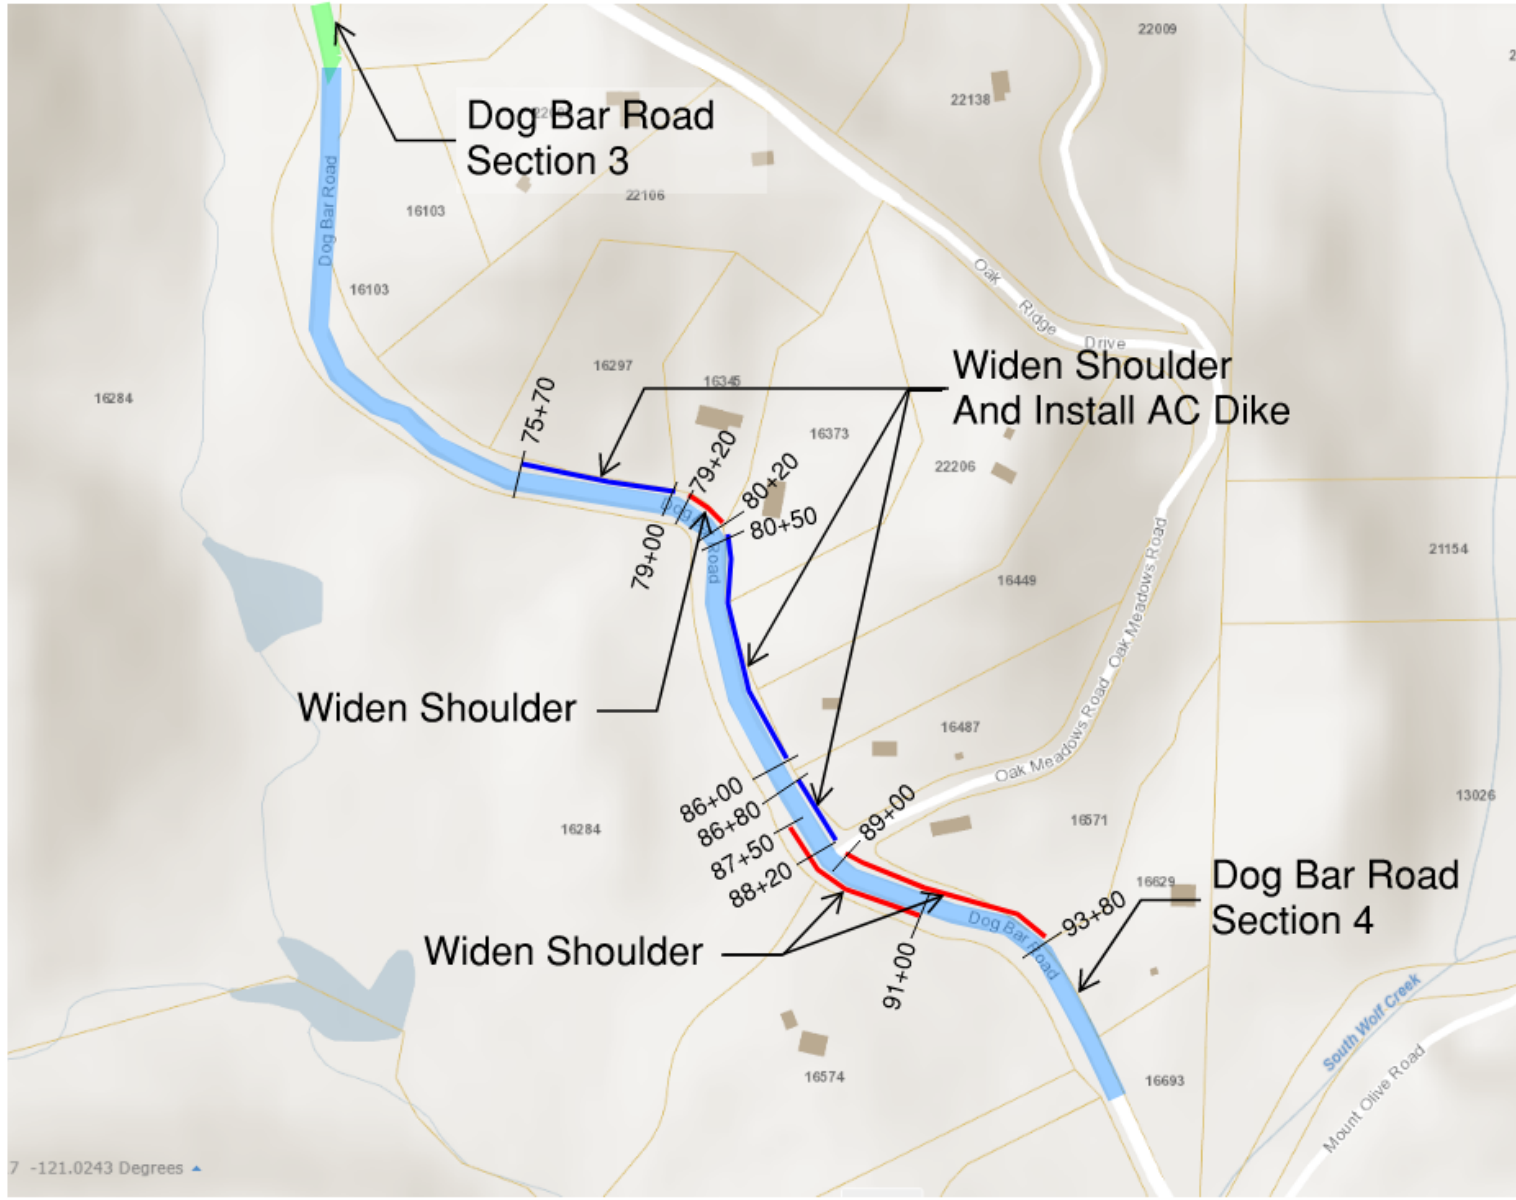 22009
22138
Dog Bar Road
Section 3
22106
16103
Dog Bar Road
16103
Oak Ridge Drive
Widen Shoulder
And Install AC Dike
16297
16345
16284
75+70
16373
22206
79+20
80+20
80+50
Dog
Road
79+00
21154
16449
Oak Meadows Road
Widen Shoulder
16487
Oak Meadows Road
86+00
86+80
87+50
88+20
89+00
13026
16284
16571
Dog Bar Road
Section 4
16629
93+80
Dog Bar Road
Widen Shoulder
91+00
South Wolf Creek
16574
16693
Mount Olive Road
7 -121.0243 Degrees